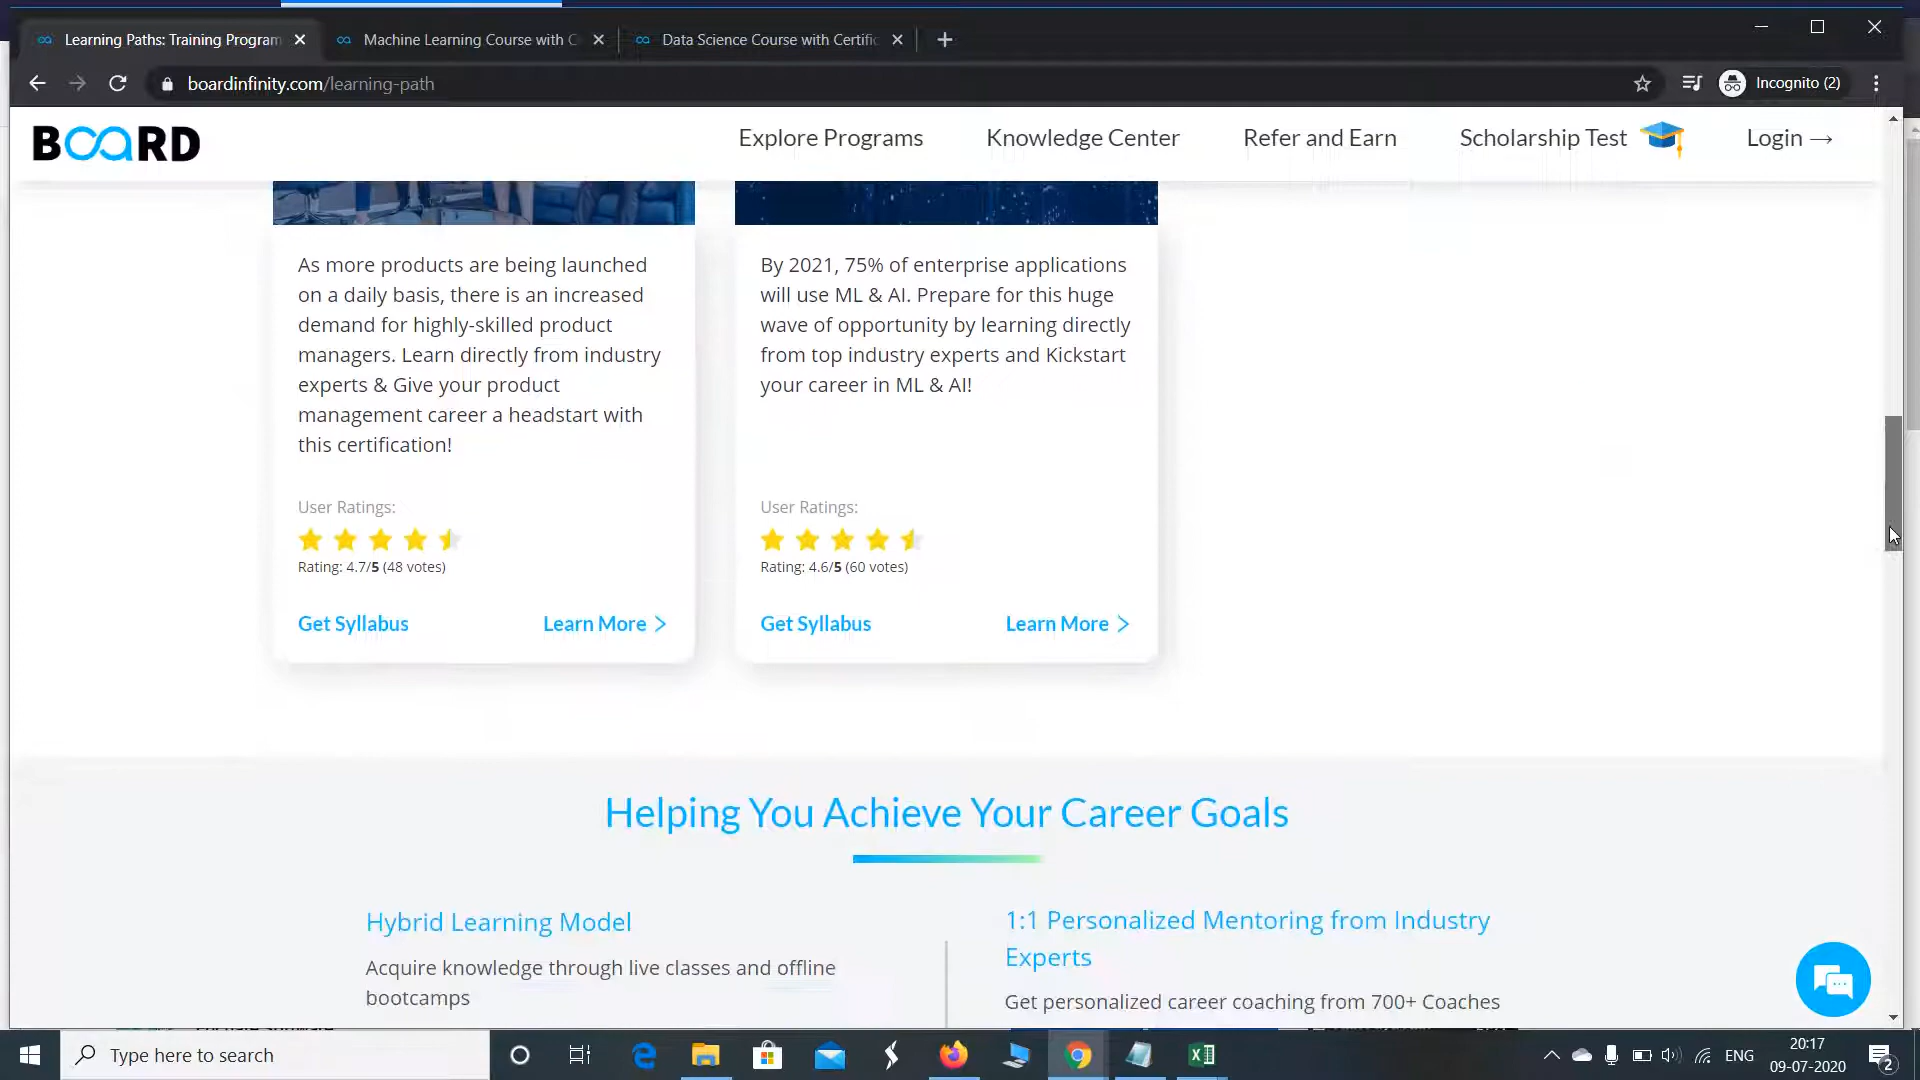 Learning Paths: Training Program
Machine Learning Course with C
Data Science Course with Certific
boardinfinity.com/learning-path
Incognito (2)
BOARD
Explore Programs
Knowledge Center
Refer and Earn
Scholarship Test
Login →
As more products are being launched
on a daily basis, there is an increased
demand for highly-skilled product
managers. Learn directly from industry
experts & Give your product
management career a headstart with
this certification!
User Ratings:
Rating: 4.7/5 (48 votes)
Get Syllabus
Learn More >
By 2021, 75% of enterprise applications
will use ML & AI. Prepare for this huge
wave of opportunity by learning directly
from top industry experts and Kickstart
your career in ML & AI!
User Ratings:
Rating: 4.6/5 (60 votes)
Get Syllabus
Learn More >
Helping You Achieve Your Career Goals
Hybrid Learning Model
Acquire knowledge through live classes and offline
bootcamps
1:1 Personalized Mentoring from Industry
Experts
Get personalized career coaching from 700+ Coaches
Type here to search
ENG
20:17
09-07-2020
2